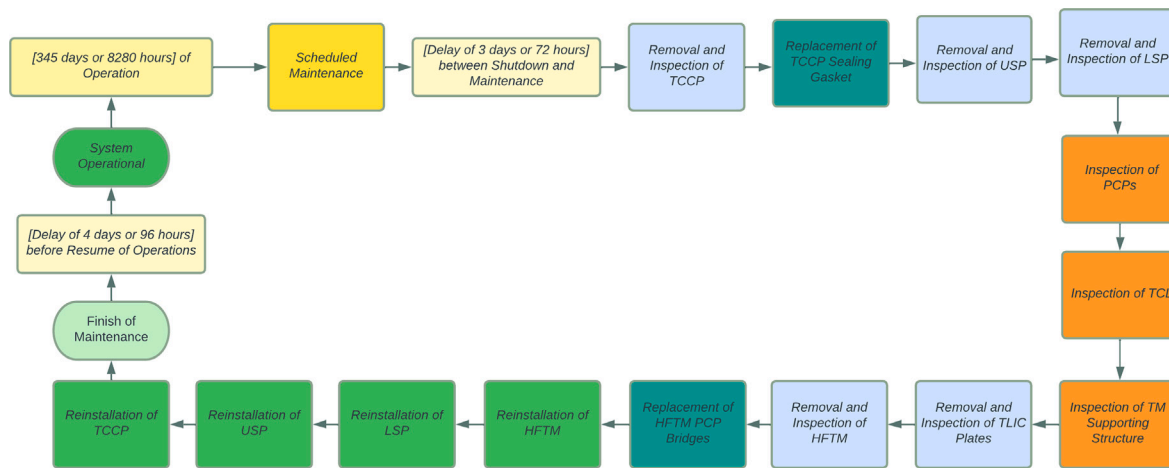 [345 days or 8280 hours] of
Operation
Scheduled
Maintenance
[Delay of 3 days or 72 hours]
between Shutdown and
Maintenance
Removal and
Inspection of
TCCP
Replacement of
TCCP Sealing
Gasket
Removal and
Inspection of USP
Removal and
Inspection of LSP
Inspection of
PCPs
Inspection of TCL
Inspection of TM
Supporting
Structure
Removal and
Inspection of TLIC
Plates
Removal and
Inspection of
HFTM
Replacement of
HFTM PCP
Bridges
Reinstallation of
HFTM
Reinstallation of
LSP
Reinstallation of
USP
Reinstallation of
TCCP
Finish of
Maintenance
[Delay of 4 days or 96 hours]
before Resume of Operations
System
Operational